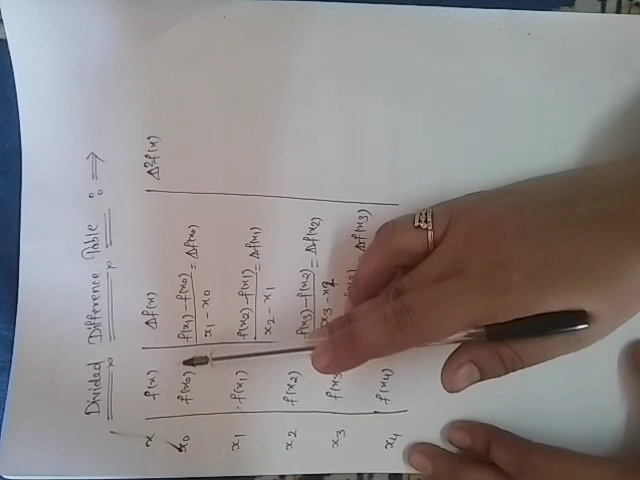 Divided Difference Table :⇒
x f(x) Δf(x) Δ²f(x)
x₀ f(x₀) f(x₁)-f(x₀)/x₁-x₀ = Δf(x₀)
x₁ f(x₁) f(x₂)-f(x₁)/x₂-x₁ = Δf(x₁)
x₂ f(x₂) f(x₃)-f(x₂)/x₃-x₂ = Δf(x₂)
x₃ f(x₃ = Δf(x₃)
x₄ f(x₄)